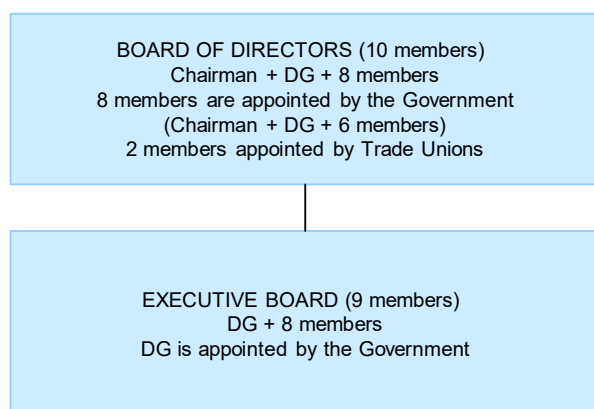 BOARD OF DIRECTORS (10 members)
Chairman + DG + 8 members
8 members are appointed by the Government
(Chairman + DG + 6 members)
2 members appointed by Trade Unions
EXECUTIVE BOARD (9 members)
DG + 8 members
DG is appointed by the Government